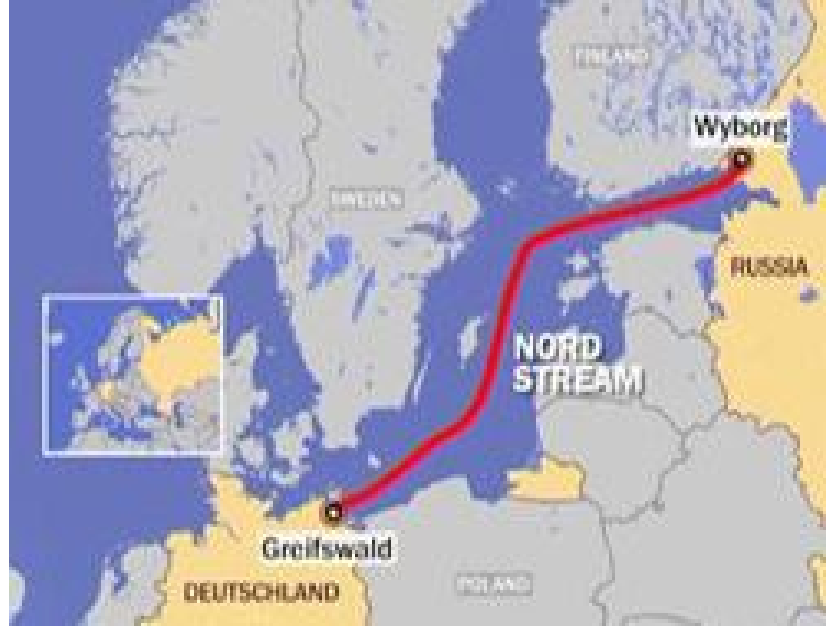 FINLAND
Wyborg
SWEDEN
RUSSIA
NORD
STREAM
Greifswald
DEUTSCHLAND
POLAND